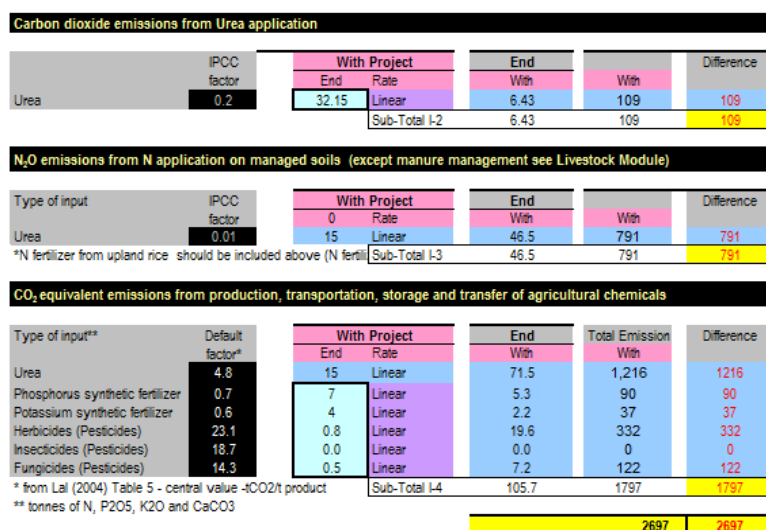 Carbon dioxide emissions from Urea application
IPCC With Project End Difference
factor End Rate With With
Urea 0.2 32.15 Linear 6.43 109 109
Sub-Total I-2 6.43 109 109
N₂O emissions from N application on managed soils (except manure management see Livestock Module)
Type of input IPCC With Project End Difference
factor 0 Rate With With
Urea 0.01 15 Linear 46.5 791 791
*N fertilizer from upland rice should be included above (N fertili Sub-Total I-3 46.5 791 791
CO₂ equivalent emissions from production, transportation, storage and transfer of agricultural chemicals
Type of input** Default With Project End Total Emission Difference
factor* End Rate With With
Urea 4.8 15 Linear 71.5 1,216 1216
Phosphorus synthetic fertilizer 0.7 7 Linear 5.3 90 90
Potassium synthetic fertilizer 0.6 4 Linear 2.2 37 37
Herbicides (Pesticides) 23.1 0.8 Linear 19.6 332 332
Insecticides (Pesticides) 18.7 0.0 Linear 0.0 0 0
Fungicides (Pesticides) 14.3 0.5 Linear 7.2 122 122
* from Lal (2004) Table 5 - central value -tCO2/t product Sub-Total I-4 105.7 1797 1797
** tonnes of N, P2O5, K2O and CaCO3
2697 2697